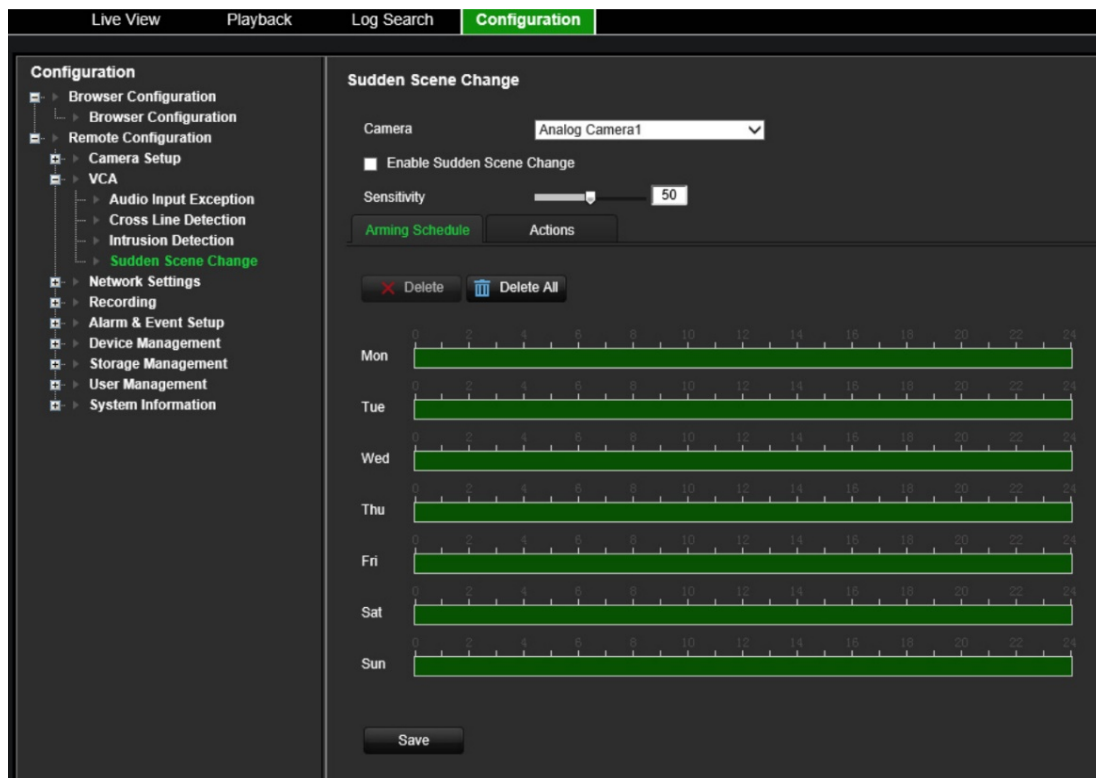 Live View Playback Log Search Configuration
Configuration
Browser Configuration
Browser Configuration
Remote Configuration
Camera Setup
VCA
Audio Input Exception
Cross Line Detection
Intrusion Detection
Sudden Scene Change
Network Settings
Recording
Alarm & Event Setup
Device Management
Storage Management
User Management
System Information
Sudden Scene Change
Camera Analog Camera1
Enable Sudden Scene Change
Sensitivity 50
Arming Schedule Actions
Delete Delete All
0 2 4 6 8 10 12 14 16 18 20 22 24
Mon
0 2 4 6 8 10 12 14 16 18 20 22 24
Tue
0 2 4 6 8 10 12 14 16 18 20 22 24
Wed
0 2 4 6 8 10 12 14 16 18 20 22 24
Thu
0 2 4 6 8 10 12 14 16 18 20 22 24
Fri
0 2 4 6 8 10 12 14 16 18 20 22 24
Sat
0 2 4 6 8 10 12 14 16 18 20 22 24
Sun
Save